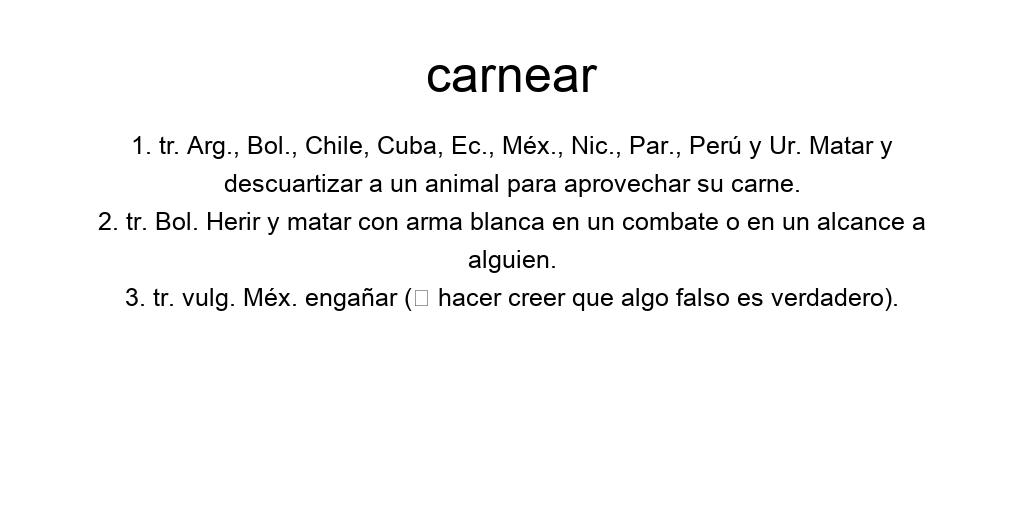 carnear
1. tr. Arg., Bol., Chile, Cuba, Ec., Méx., Nic., Par., Perú y Ur. Matar y
descuartizar a un animal para aprovechar su carne.
2. tr. Bol. Herir y matar con arma blanca en un combate o en un alcance a
alguien.
3. tr. vulg. Méx. engañar (□ hacer creer que algo falso es verdadero).